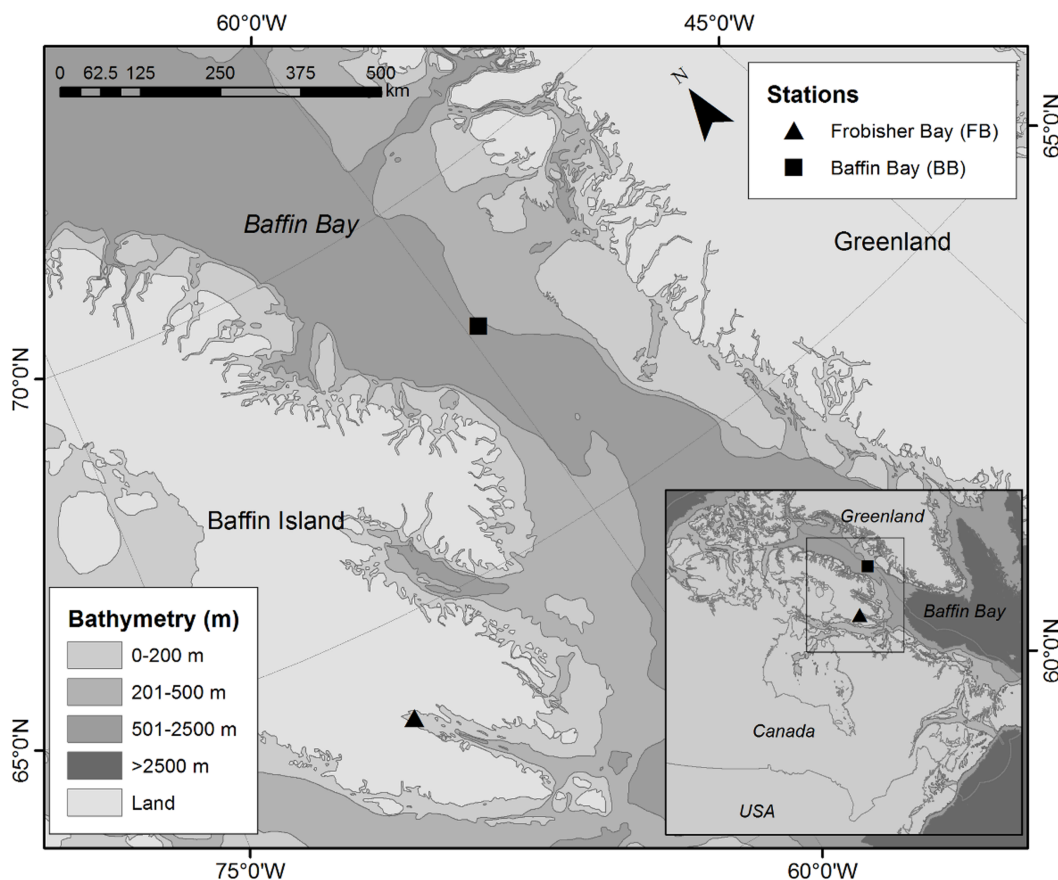 60°0'W
45°0'W
0 62.5 125 250 375 500
km
N
Stations
Frobisher Bay (FB)
Baffin Bay (BB)
65°0'N
Baffin Bay
Greenland
70°0'N
Baffin Island
Greenland
Baffin Bay
Canada
USA
60°0'N
Bathymetry (m)
0-200 m
201-500 m
501-2500 m
>2500 m
Land
65°0'N
75°0'W
60°0'W